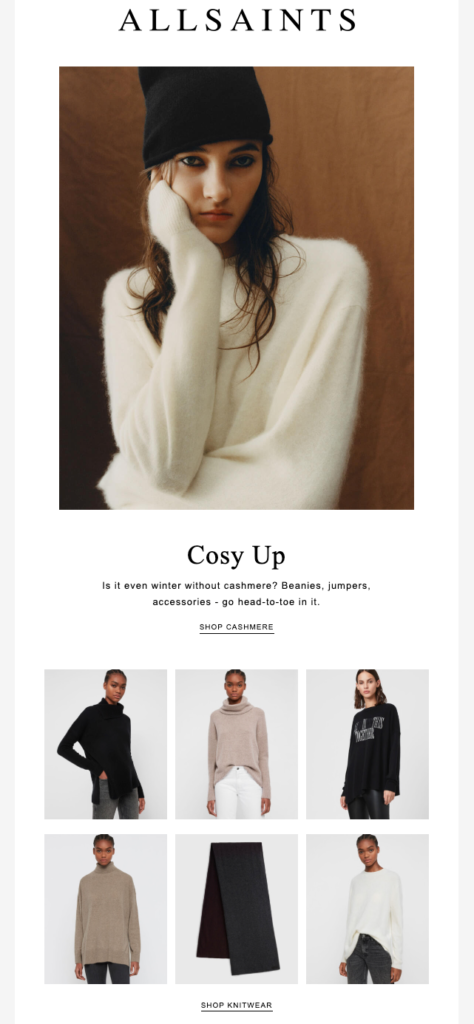 ALLSAINTS
Cosy Up
Is it even winter without cashmere? Beanies, jumpers,
accessories - go head-to-toe in it.
SHOP CASHMERE
SHOP KNITWEAR